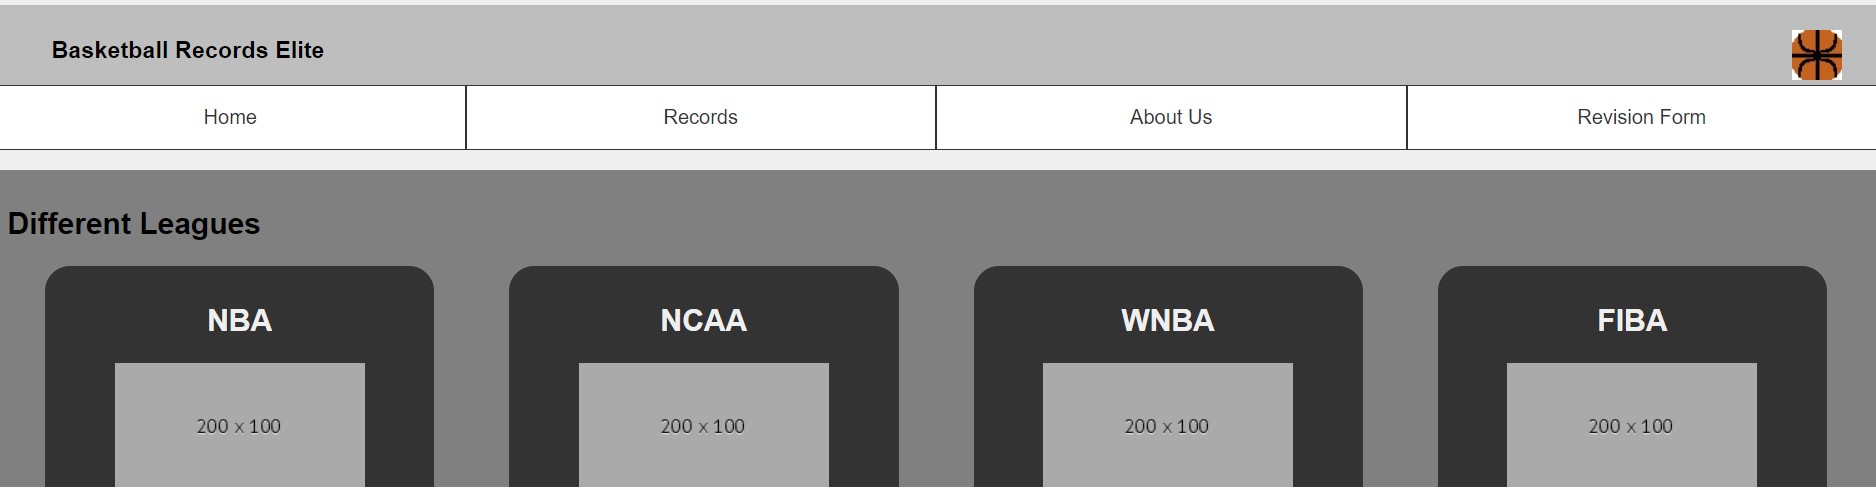 Basketball Records Elite
Home Records About Us Revision Form
Different Leagues
NBA NCAA WNBA FIBA
200 x 100 200 x 100 200 x 100 200 x 100